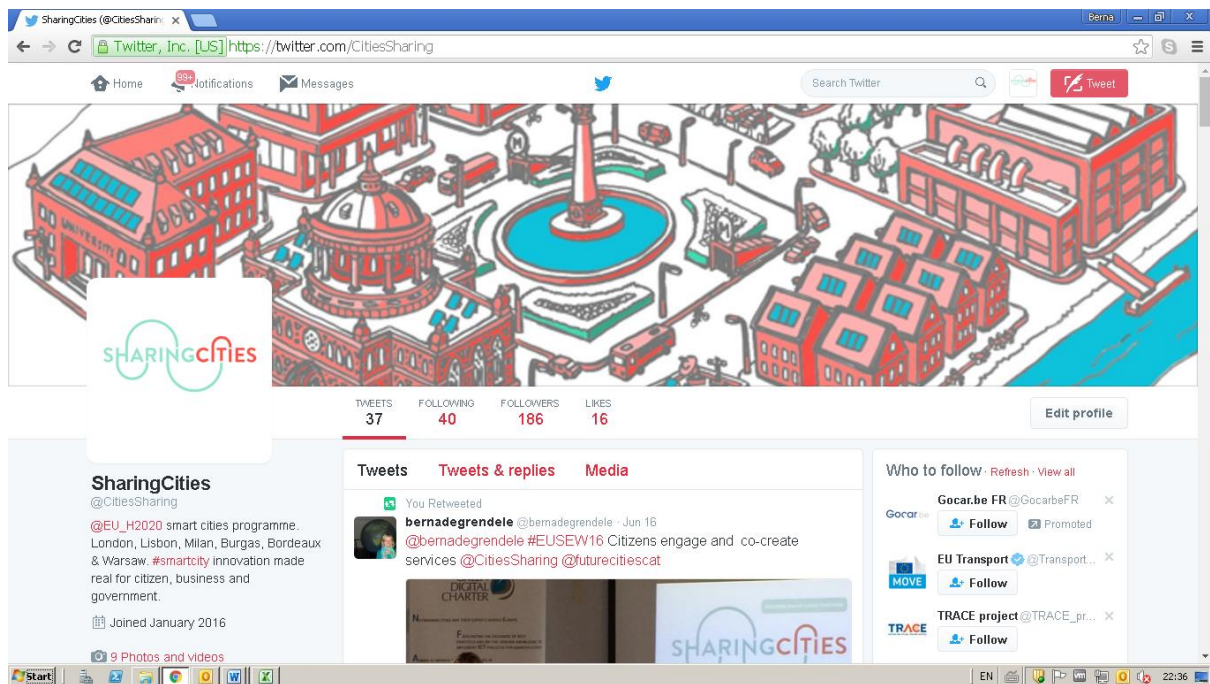 SharingCities (@CitiesSharin
Berna
Twitter, Inc. [US] https://twitter.com/CitiesSharing
Home
99+
Notifications
Messages
Search Twitter
Tweet
UNIVERSITY
M
M
SHARINGCITIES
TWEETS
37
FOLLOWING
40
FOLLOWERS
186
LIKES
16
Edit profile
SharingCities
@CitiesSharing
@EU_H2020 smart cities programme.
London, Lisbon, Milan, Burgas, Bordeaux
& Warsaw. #smartcity innovation made
real for citizen, business and
government.
Joined January 2016
9 Photos and videos
Tweets Tweets & replies Media
You Retweeted
bernadegrendele @bernadegrendele · Jun 16
@bernadegrendele #EUSEW16 Citizens engage and co-create
services @CitiesSharing @futurecitiescat
DIGITAL
CHARTER
SHARINGCITIES
Who to follow · Refresh · View all
Gocar.be
Gocar.be FR @GocarbeFR
Follow
Promoted
MOVE
EU Transport @Transport...
Follow
TRACE
TRACE project @TRACE_pr...
Follow
Start
EN
22:36